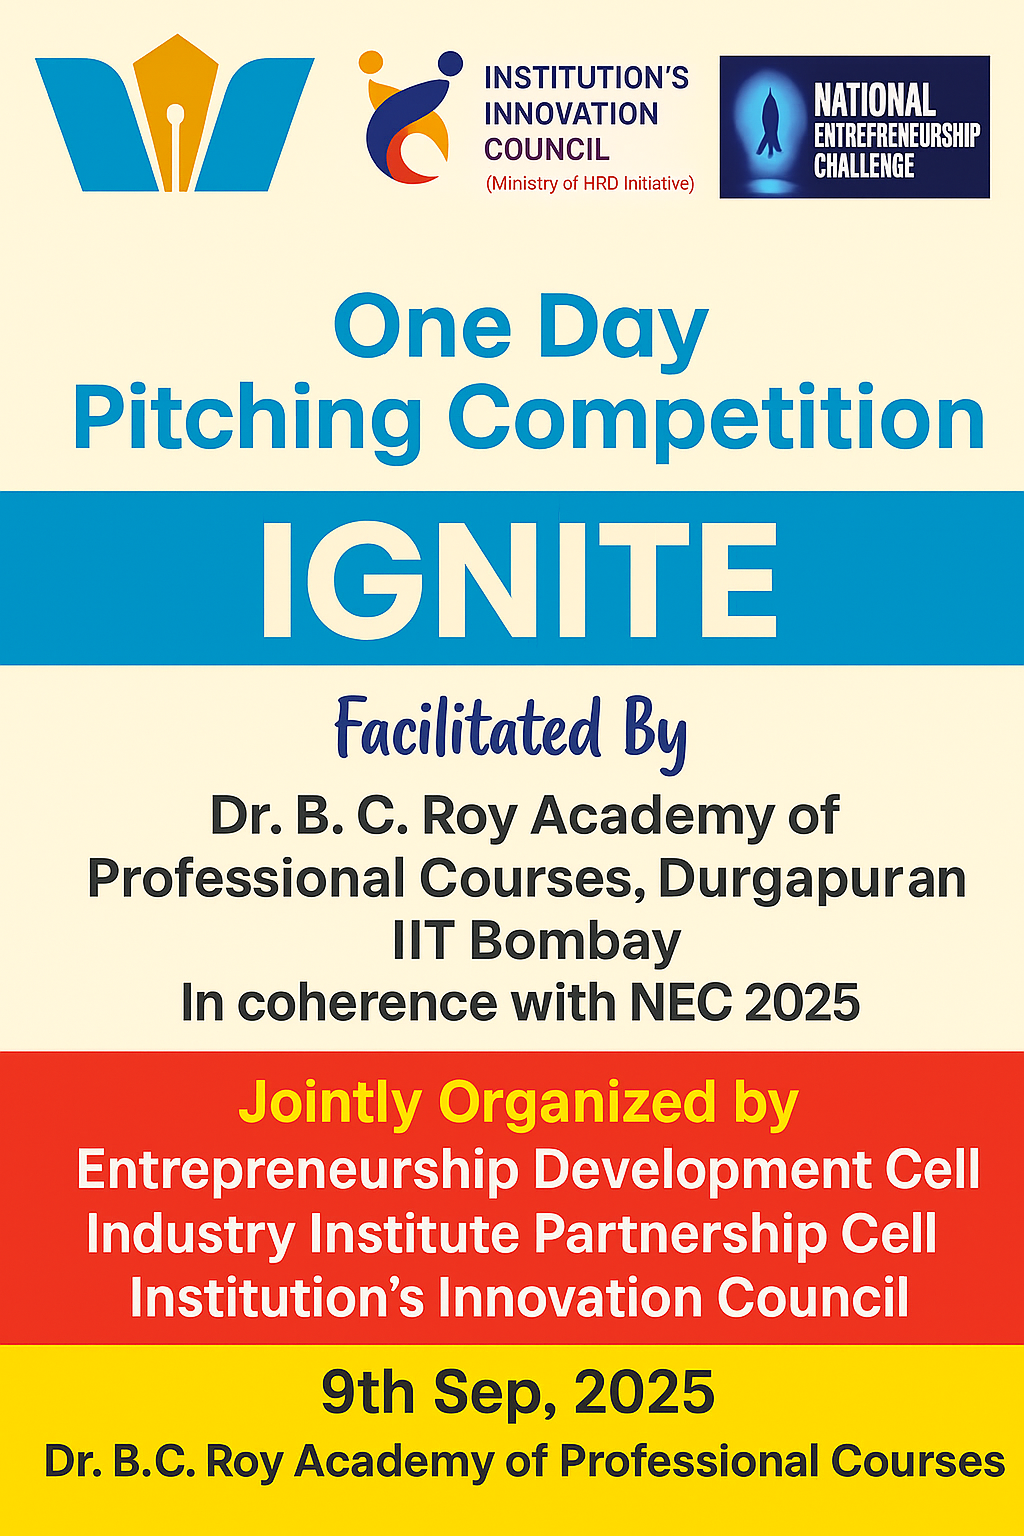 INSTITUTION'S
INNOVATION
COUNCIL
(Ministry of HRD Initiative)
NATIONAL
ENTREFRENEURSHIP
CHALLENGE
One Day
Pitching Competition
IGNITE
Facilitated By
Dr. B. C. Roy Academy of
Professional Courses, Durgapuran
IIT Bombay
In coherence with NEC 2025
Jointly Organized by
Entrepreneurship Development Cell
Industry Institute Partnership Cell
Institution's Innovation Council
9th Sep, 2025
Dr. B.C. Roy Academy of Professional Courses